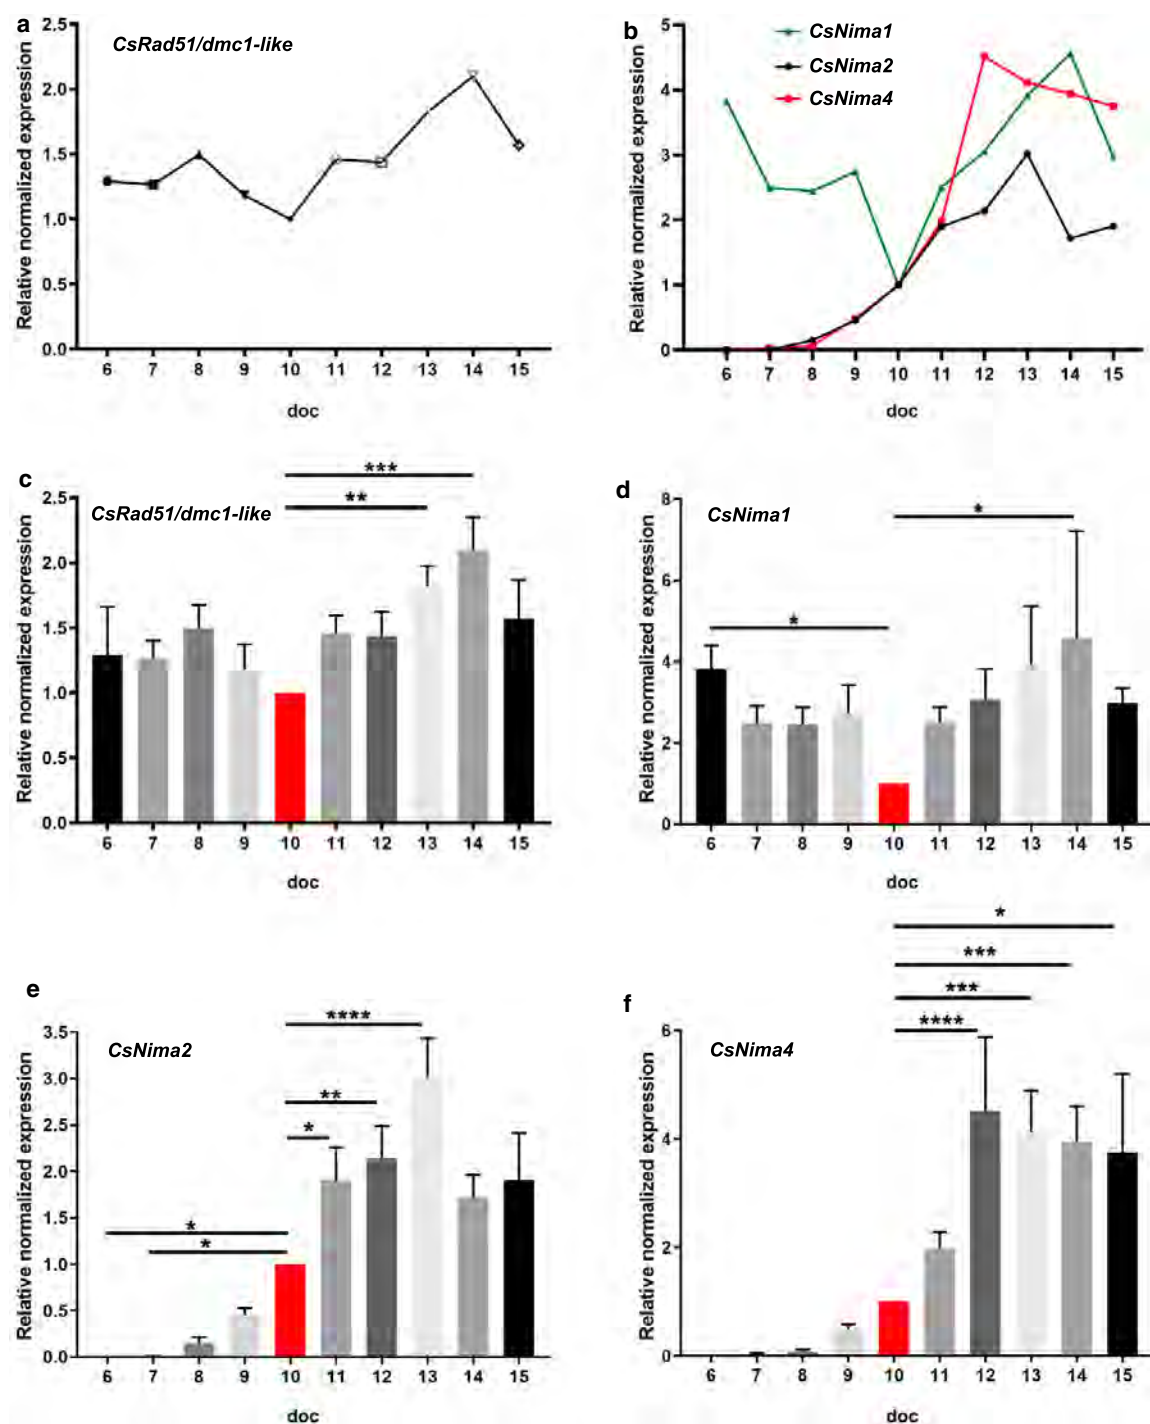 a
CsRad51/dmc1-like
Relative normalized expression
2.5
2.0
1.5
1.0
0.5
0.0
6 7 8 9 10 11 12 13 14 15
doc
b
CsNima1
CsNima2
CsNima4
Relative normalized expression
5
4
3
2
1
0
6 7 8 9 10 11 12 13 14 15
doc
c
***
**
CsRad51/dmc1-like
Relative normalized expression
2.5
2.0
1.5
1.0
0.5
0.0
6 7 8 9 10 11 12 13 14 15
doc
d
CsNima1
*
*
Relative normalized expression
8
6
4
2
0
6 7 8 9 10 11 12 13 14 15
doc
e
****
CsNima2
**
*
*
*
Relative normalized expression
3.5
3.0
2.5
2.0
1.5
1.0
0.5
0.0
6 7 8 9 10 11 12 13 14 15
doc
f
*
***
***
****
CsNima4
Relative normalized expression
6
4
2
0
6 7 8 9 10 11 12 13 14 15
doc